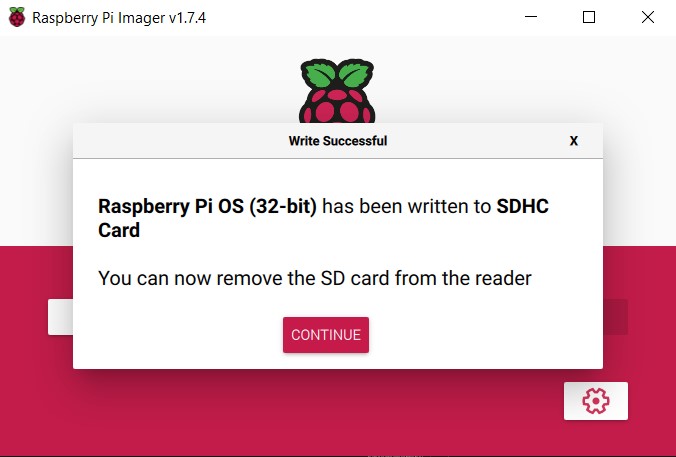 Raspberry Pi Imager v1.7.4
Write Successful
X
Raspberry Pi OS (32-bit) has been written to SDHC
Card
You can now remove the SD card from the reader
CONTINUE